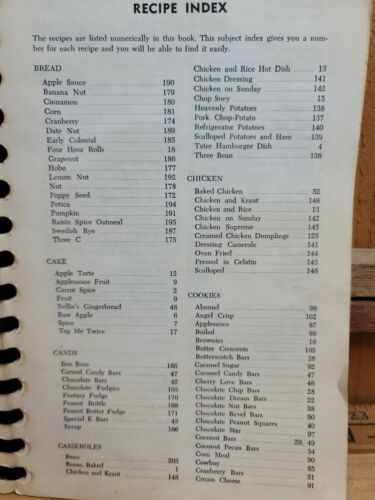 RECIPE INDEX
The recipes are listed numerically in this book. This subject index gives you a num-
ber for each recipe and you will be able to find it easily.
BREAD
Apple Sauce 190
Banana Nut 179
Cinnamon 180
Corn 181
Cranberry 174
Date Nut 189
Early Colonial 185
Four Hour Rolls 18
Grapenut 186
Hobo 177
Lemon Nut 192
Nut 178
Poppy Seed 172
Potica 194
Pumpkin 191
Raisin Spice Oatmeal 195
Swedish Rye 187
Three C 175
CAKE
Apple Torte 12
Applesauce Fruit 9
Carrot Spice 2
Fruit 9
Nellie's Gingerbread 48
Raw Apple 6
Spice 7
Top Me Twice 17
CANDY
Bon Bons 165
Carmel Candy Bars 47
Chocolate Bars 42
Chocolate Fudgies 101
Fantasy Fudge 170
Peanut Brittle 168
Peanut Butter Fudge 171
Special K Bars 43
Syrup 166
CASSEROLES
Bean 205
Beans, Baked 1
Chicken and Kraut 148
Chicken and Rice Hot Dish 13
Chicken Dressing 141
Chicken on Sunday 142
Chop Suey 15
Heavenly Potatoes 138
Pork Chop-Potato 137
Refrigerator Potatoes 140
Scalloped Potatoes and Ham 139
Tater Hamburger Dish 4
Three Bean 136
CHICKEN
Baked Chicken 52
Chicken and Kraut 148
Chicken and Rice 13
Chicken on Sunday 142
Chicken Supreme 145
Creamed Chicken Dumplings 125
Dressing Casserole 141
Oven Fried 144
Pressed in Gelatin 143
Scalloped 146
COOKIES
Almond 98
Angel Crisp 102
Applesauce 87
Boiled 99
Brownies 16
Butter Crescents 105
Butterscotch Bars 26
Caramel Sugar 92
Caramel Candy Bars 47
Cherry Love Bars 46
Chocolate Chip Bars 28
Chocolate Dream Bars 22
Chocolate Nut Bars 38
Chocolate Revel Bars 50
Chocolate Peanut Squares 40
Chocolate Star 97
Coconut Bars 29, 49
Coconut Pecan Bars 34
Corn Meal 54
Cowboy 90
Cranberry Bars 31
Cream Cheese 91